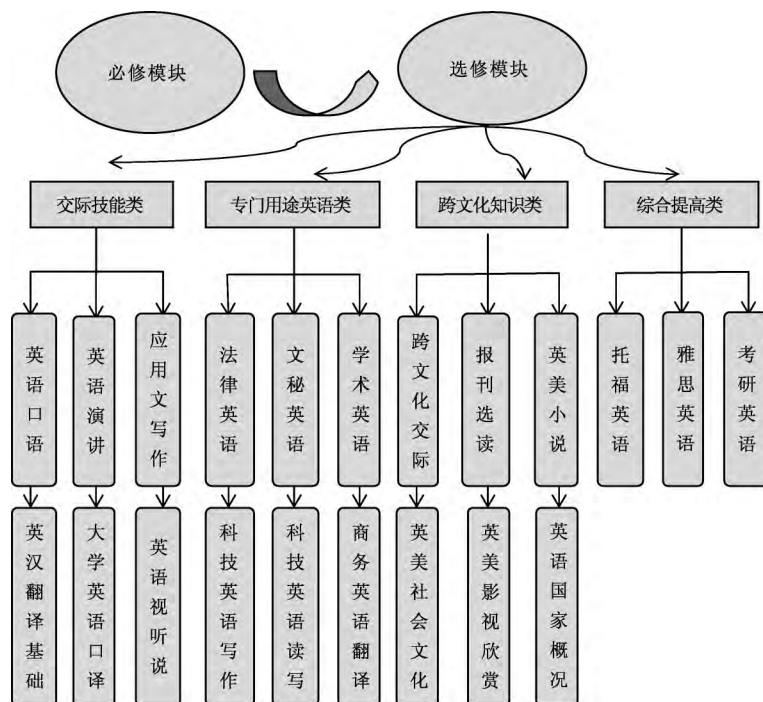 必修模块
选修模块
交际技能类
专门用途英语类
跨文化知识类
综合提高类
英语口语
英语演讲
应用文写作
法律英语
文秘英语
学术英语
跨文化交际
报刊选读
英美小说
托福英语
雅思英语
考研英语
英汉翻译基础
大学英语口译
英语视听说
科技英语写作
科技英语读写
商务英语翻译
英美社会文化
英美影视欣赏
英语国家概况